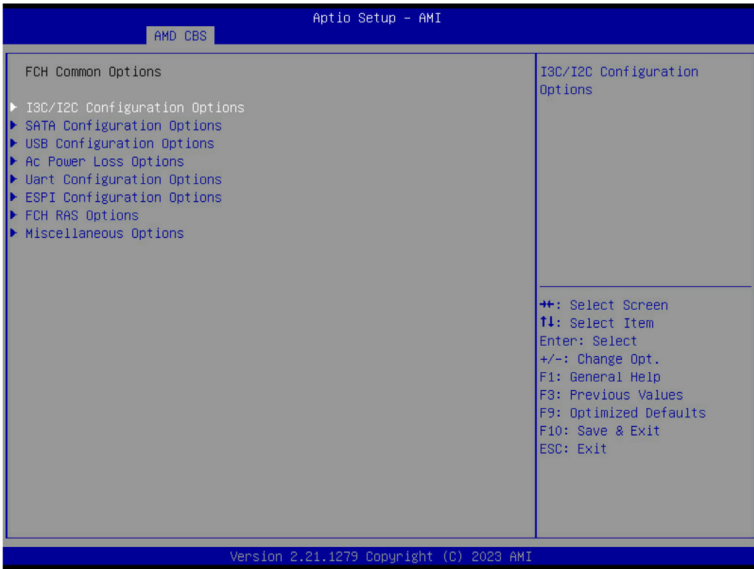 Aptio Setup – AMI
AMD CBS
FCH Common Options
I3C/I2C Configuration Options
SATA Configuration Options
USB Configuration Options
Ac Power Loss Options
Uart Configuration Options
ESPI Configuration Options
FCH RAS Options
Miscellaneous Options
I3C/I2C Configuration
Options
→←: Select Screen
↑↓: Select Item
Enter: Select
+/-: Change Opt.
F1: General Help
F3: Previous Values
F9: Optimized Defaults
F10: Save & Exit
ESC: Exit
Version 2.21.1279 Copyright (C) 2023 AMI